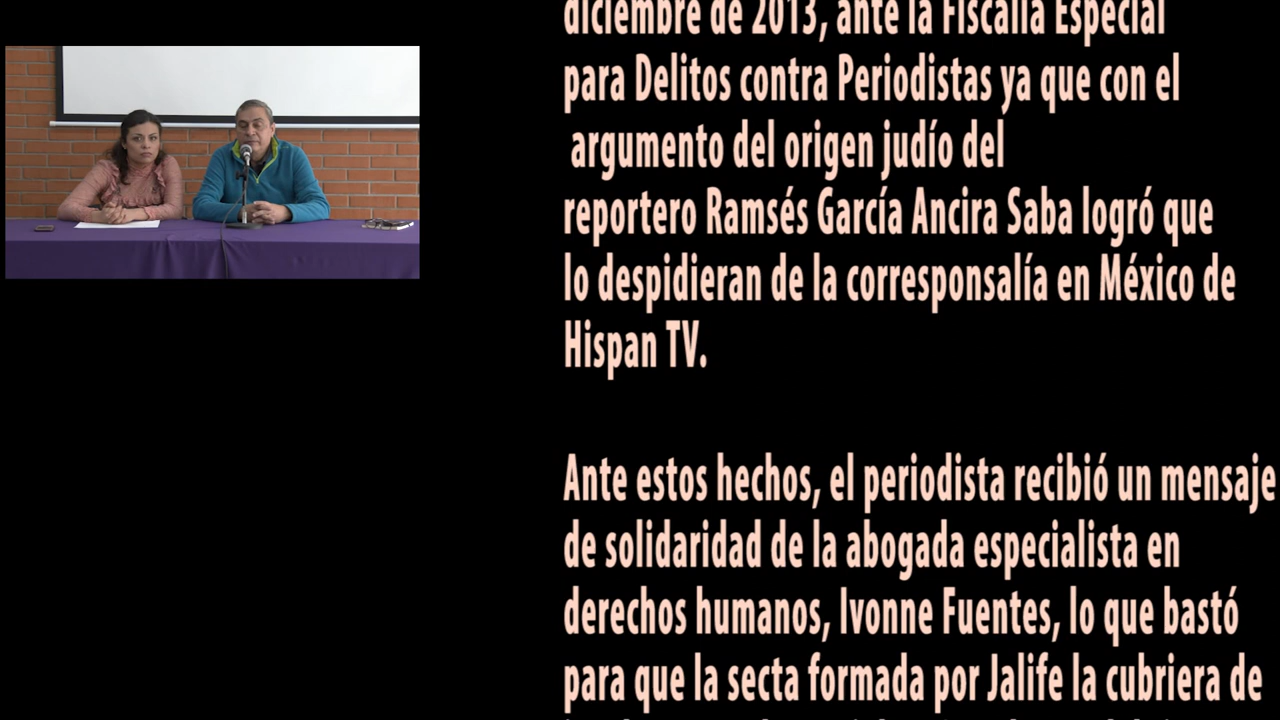 diciembre de 2013, ante la Fiscalía Especial
para Delitos contra Periodistas ya que con el
argumento del origen judío del
reportero Ramsés García Ancira Saba logró que
lo despidieran de la corresponsalía en México de
Hispan TV.
Ante estos hechos, el periodista recibió un mensaje
de solidaridad de la abogada especialista en
derechos humanos, Ivonne Fuentes, lo que bastó
para que la secta formada por Jalife la cubriera de